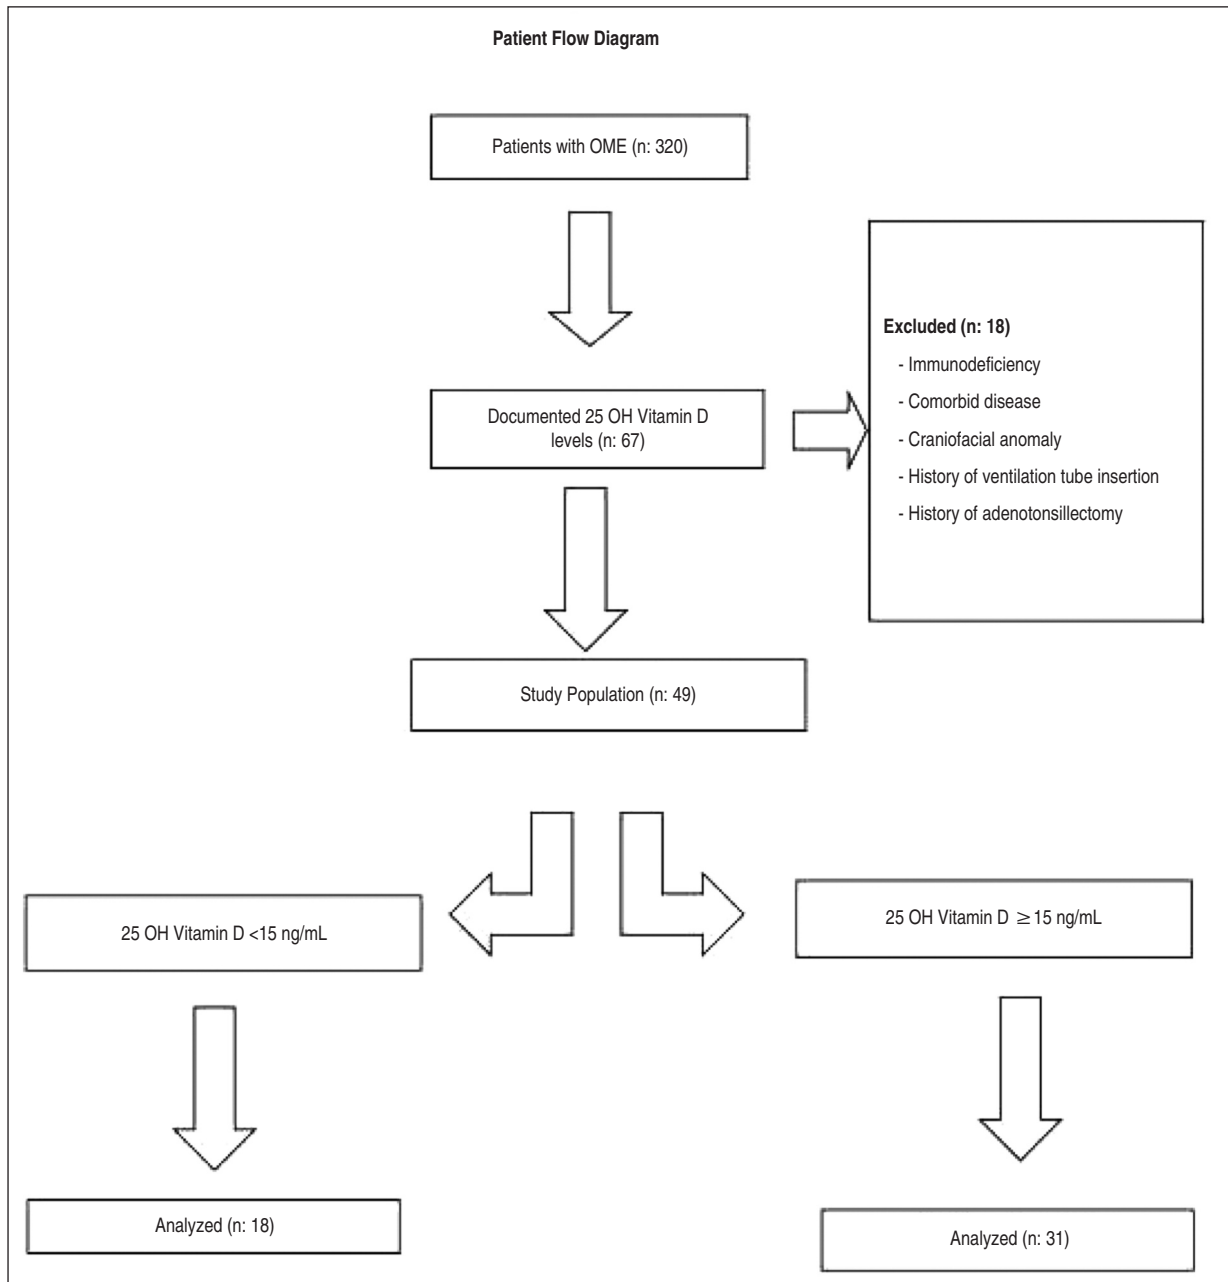 Patient Flow Diagram
Patients with OME (n: 320)
Documented 25 OH Vitamin D
levels (n: 67)
Excluded (n: 18)
- Immunodeficiency
- Comorbid disease
- Craniofacial anomaly
- History of ventilation tube insertion
- History of adenotonsillectomy
Study Population (n: 49)
25 OH Vitamin D <15 ng/mL
25 OH Vitamin D ≥15 ng/mL
Analyzed (n: 18)
Analyzed (n: 31)